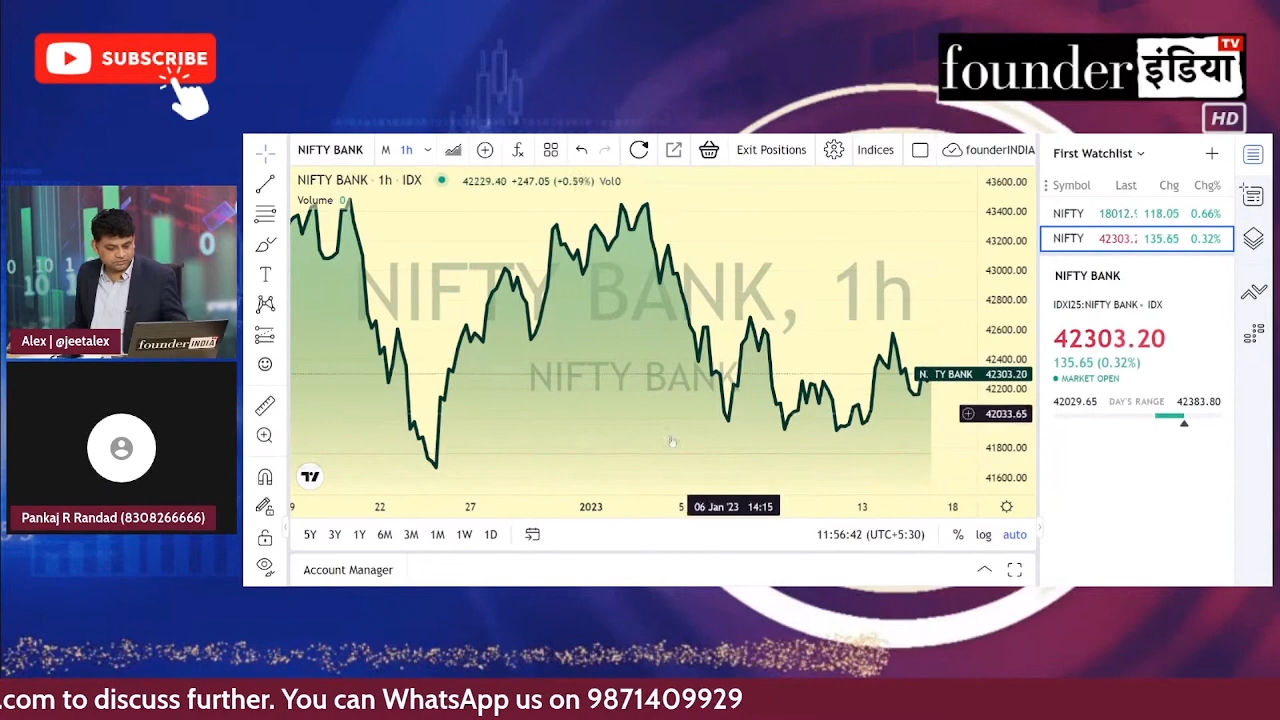 SUBSCRIBE
founder इंडिया TV
HD
NIFTY BANK M 1h Exit Positions Indices founderINDIA
NIFTY BANK · 1h · IDX 42229.40 +247.05 (+0.59%) Vol0
Volume 0
NIFTY BANK, 1h
NIFTY BANK
43600.00
43400.00
43200.00
43000.00
42800.00
42600.00
42400.00
NIFTY BANK 42303.20
42200.00
42033.65
41800.00
41600.00
9 22 27 2023 5 06 Jan '23 14:15 13 18
5Y 3Y 1Y 6M 3M 1M 1W 1D 11:56:42 (UTC+5:30) % log auto
Account Manager
First Watchlist
Symbol Last Chg Chg%
NIFTY 18012.9 118.05 0.66%
NIFTY 42303.2 135.65 0.32%
NIFTY BANK
IDXI25:NIFTY BANK • IDX
42303.20
135.65 (0.32%)
MARKET OPEN
42029.65 DAY'S RANGE 42383.80
Alex | @jeetalex
founder INDIA
Pankaj R Randad (8308266666)
.com to discuss further. You can WhatsApp us on 9871409929